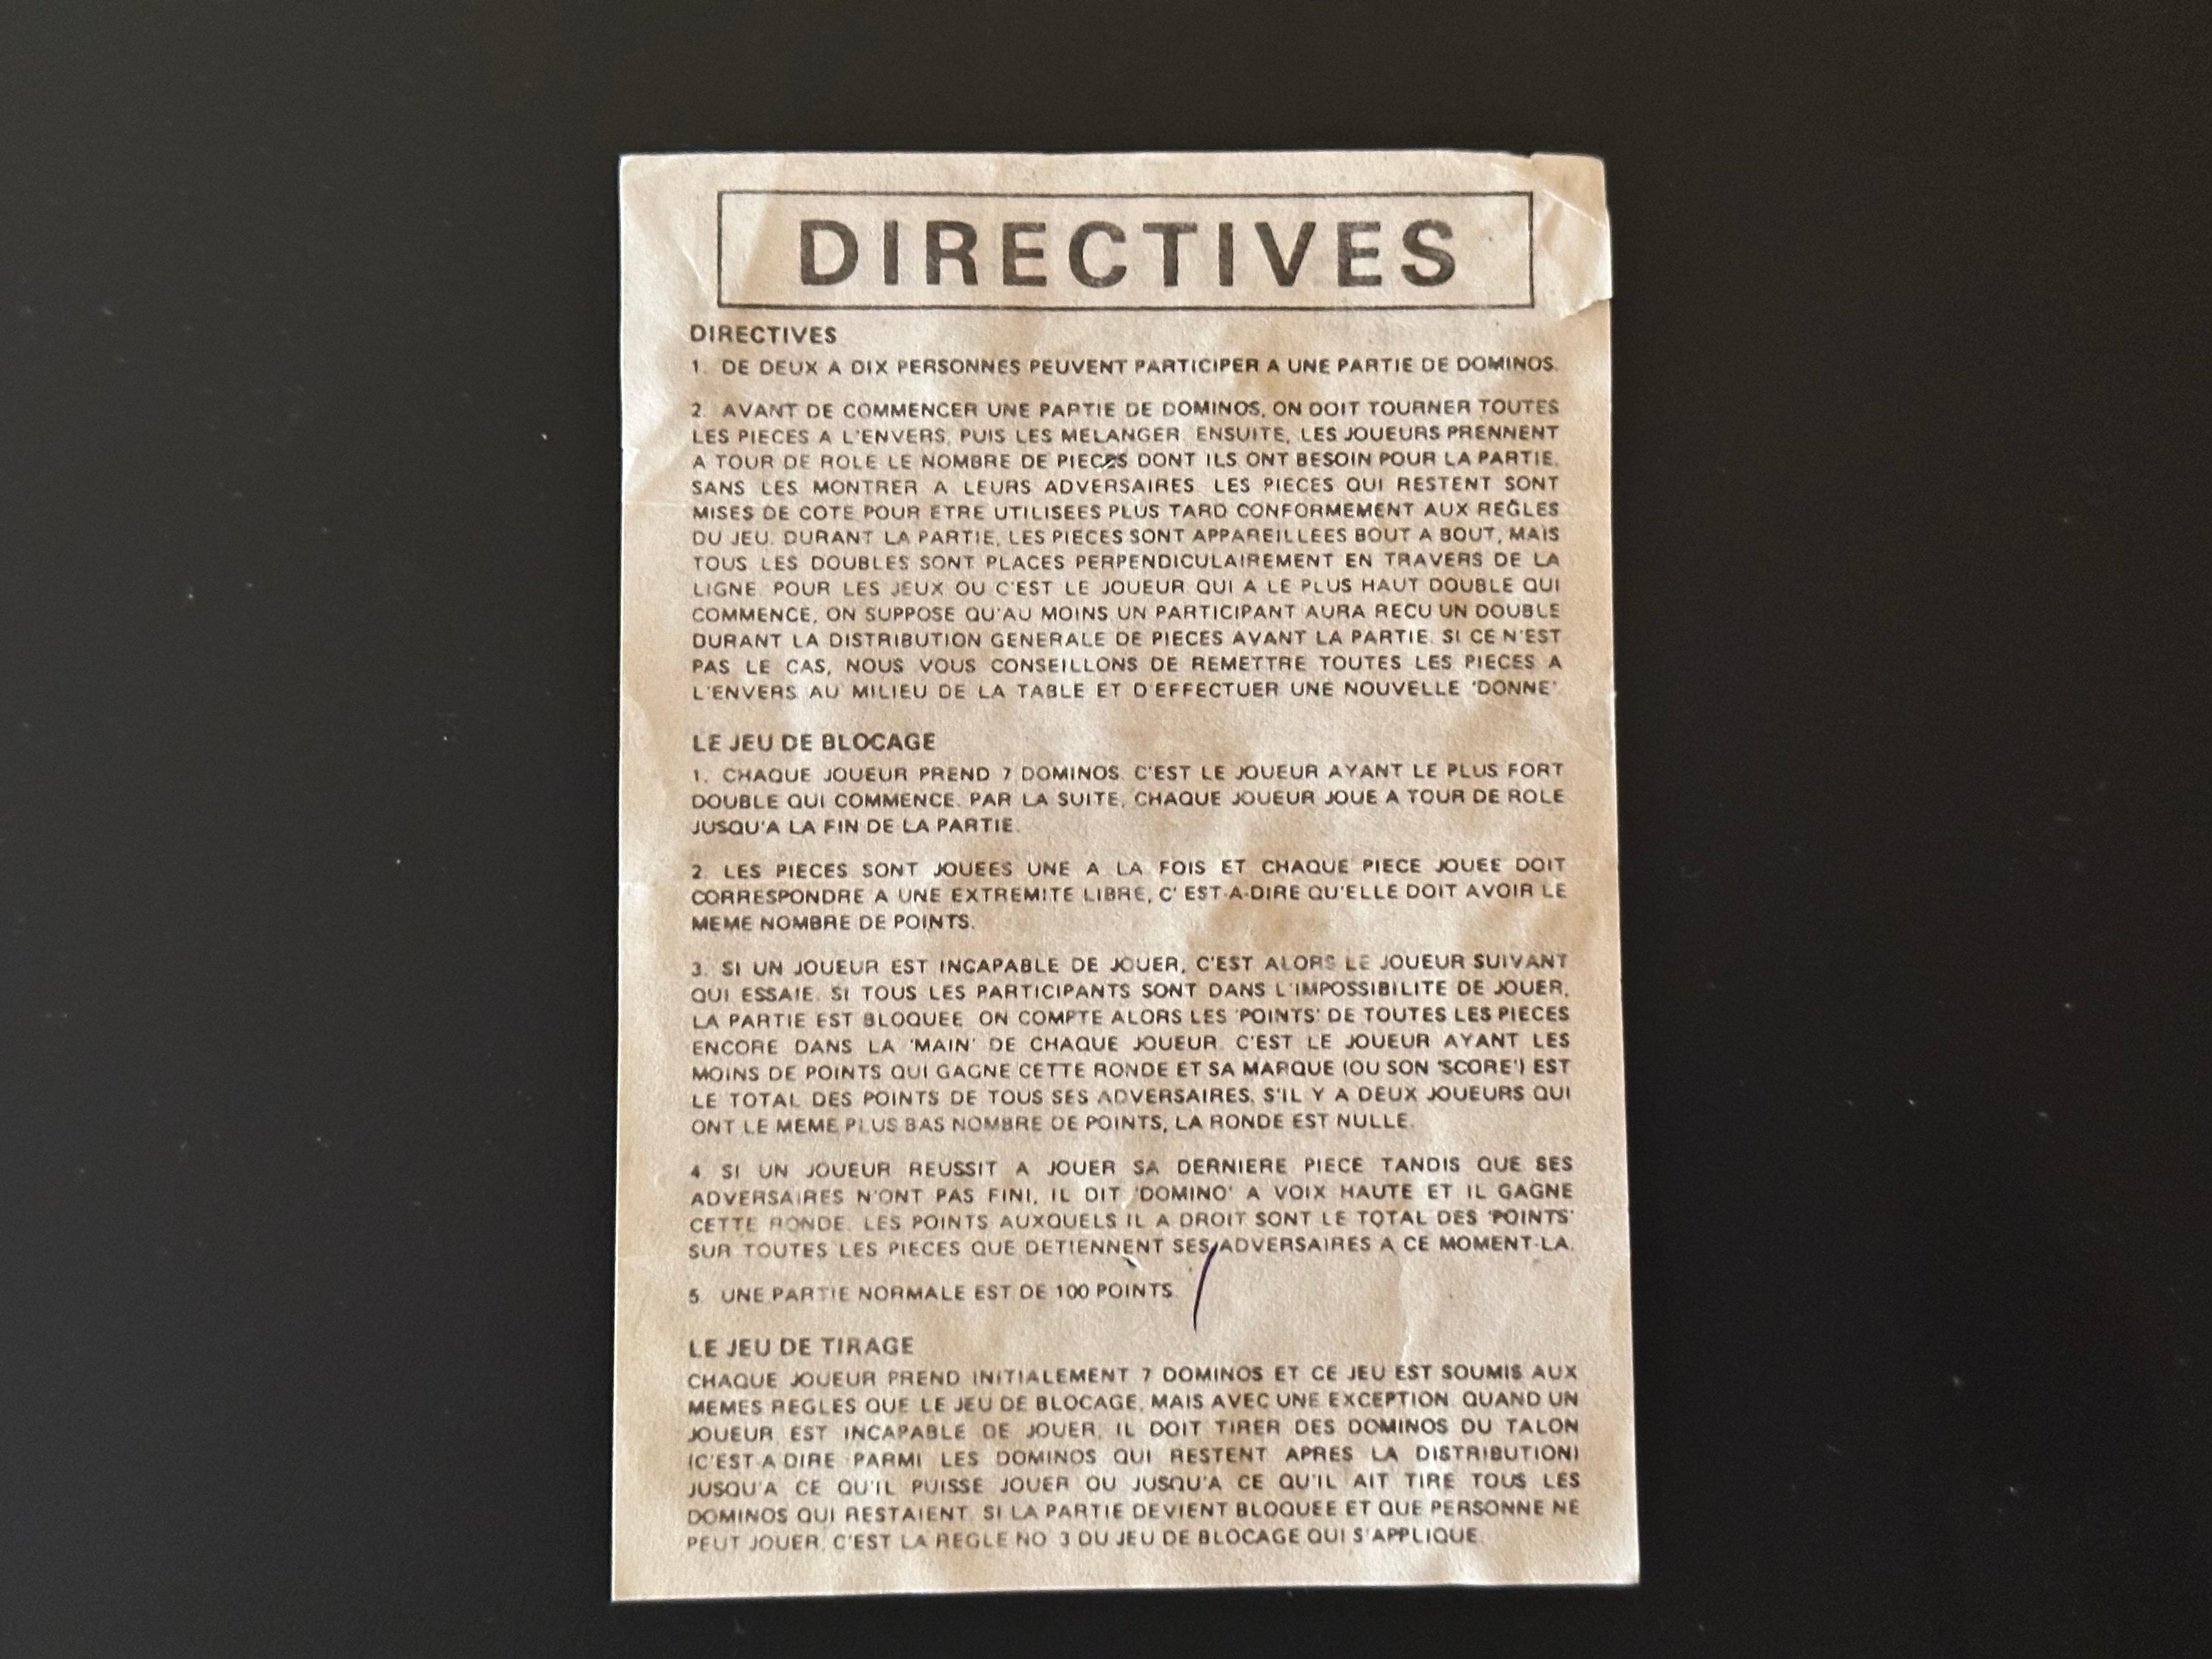 DIRECTIVES
DIRECTIVES
1. DE DEUX A DIX PERSONNES PEUVENT PARTICIPER A UNE PARTIE DE DOMINOS.
2. AVANT DE COMMENCER UNE PARTIE DE DOMINOS, ON DOIT TOURNER TOUTES
LES PIECES A L'ENVERS, PUIS LES MELANGER. ENSUITE, LES JOUEURS PRENNENT
A TOUR DE ROLE LE NOMBRE DE PIECES DONT ILS ONT BESOIN POUR LA PARTIE,
SANS LES MONTRER A LEURS ADVERSAIRES. LES PIECES QUI RESTENT SONT
MISES DE COTE POUR ETRE UTILISEES PLUS TARD CONFORMEMENT AUX REGLES
DU JEU. DURANT LA PARTIE, LES PIECES SONT APPAREILLEES BOUT A BOUT, MAIS
TOUS LES DOUBLES SONT PLACES PERPENDICULAIREMENT EN TRAVERS DE LA
LIGNE. POUR LES JEUX OU C'EST LE JOUEUR QUI A LE PLUS HAUT DOUBLE QUI
COMMENCE, ON SUPPOSE QU'AU MOINS UN PARTICIPANT AURA RECU UN DOUBLE
DURANT LA DISTRIBUTION GENERALE DE PIECES AVANT LA PARTIE. SI CE N'EST
PAS LE CAS, NOUS VOUS CONSEILLONS DE REMETTRE TOUTES LES PIECES A
L'ENVERS AU MILIEU DE LA TABLE ET D'EFFECTUER UNE NOUVELLE 'DONNE'.
LE JEU DE BLOCAGE
1. CHAQUE JOUEUR PREND 7 DOMINOS. C'EST LE JOUEUR AYANT LE PLUS FORT
DOUBLE QUI COMMENCE. PAR LA SUITE, CHAQUE JOUEUR JOUE A TOUR DE ROLE
JUSQU'A LA FIN DE LA PARTIE.
2. LES PIECES SONT JOUEES UNE A LA FOIS ET CHAQUE PIECE JOUEE DOIT
CORRESPONDRE A UNE EXTREMITE LIBRE, C' EST-A-DIRE QU'ELLE DOIT AVOIR LE
MEME NOMBRE DE POINTS.
3. SI UN JOUEUR EST INCAPABLE DE JOUER, C'EST ALORS LE JOUEUR SUIVANT
QUI ESSAIE. SI TOUS LES PARTICIPANTS SONT DANS L'IMPOSSIBILITE DE JOUER,
LA PARTIE EST BLOQUEE. ON COMPTE ALORS LES 'POINTS' DE TOUTES LES PIECES
ENCORE DANS LA 'MAIN' DE CHAQUE JOUEUR. C'EST LE JOUEUR AYANT LES
MOINS DE POINTS QUI GAGNE CETTE RONDE ET SA MARQUE (OU SON 'SCORE') EST
LE TOTAL DES POINTS DE TOUS SES ADVERSAIRES. S'IL Y A DEUX JOUEURS QUI
ONT LE MEME PLUS BAS NOMBRE DE POINTS, LA RONDE EST NULLE.
4. SI UN JOUEUR REUSSIT A JOUER SA DERNIERE PIECE TANDIS QUE SES
ADVERSAIRES N'ONT PAS FINI, IL DIT 'DOMINO' A VOIX HAUTE ET IL GAGNE
CETTE RONDE. LES POINTS AUXQUELS IL A DROIT SONT LE TOTAL DES 'POINTS'
SUR TOUTES LES PIECES QUE DETIENNENT SES ADVERSAIRES A CE MOMENT-LA.
5. UNE PARTIE NORMALE EST DE 100 POINTS.
LE JEU DE TIRAGE
CHAQUE JOUEUR PREND INITIALEMENT 7 DOMINOS ET CE JEU EST SOUMIS AUX
MEMES REGLES QUE LE JEU DE BLOCAGE, MAIS AVEC UNE EXCEPTION. QUAND UN
JOUEUR EST INCAPABLE DE JOUER, IL DOIT TIRER DES DOMINOS DU TALON
(C'EST-A-DIRE PARMI LES DOMINOS QUI RESTENT APRES LA DISTRIBUTION)
JUSQU'A CE QU'IL PUISSE JOUER OU JUSQU'A CE QU'IL AIT TIRE TOUS LES
DOMINOS QUI RESTAIENT. SI LA PARTIE DEVIENT BLOQUEE ET QUE PERSONNE NE
PEUT JOUER, C'EST LA REGLE NO 3 DU JEU DE BLOCAGE QUI S'APPLIQUE.